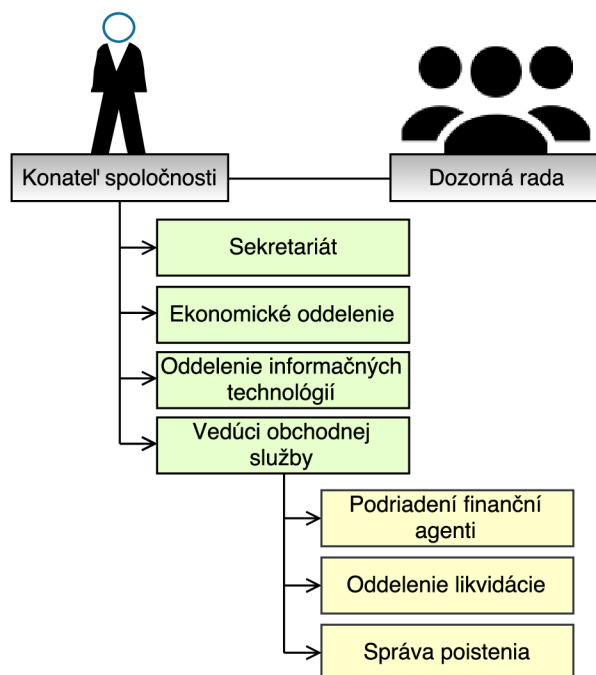 Konateľ spoločnosti
Dozorná rada
Sekretariát
Ekonomické oddelenie
Oddelenie informačných
technológií
Vedúci obchodnej
služby
Podriadení finanční
agenti
Oddelenie likvidácie
Správa poistenia